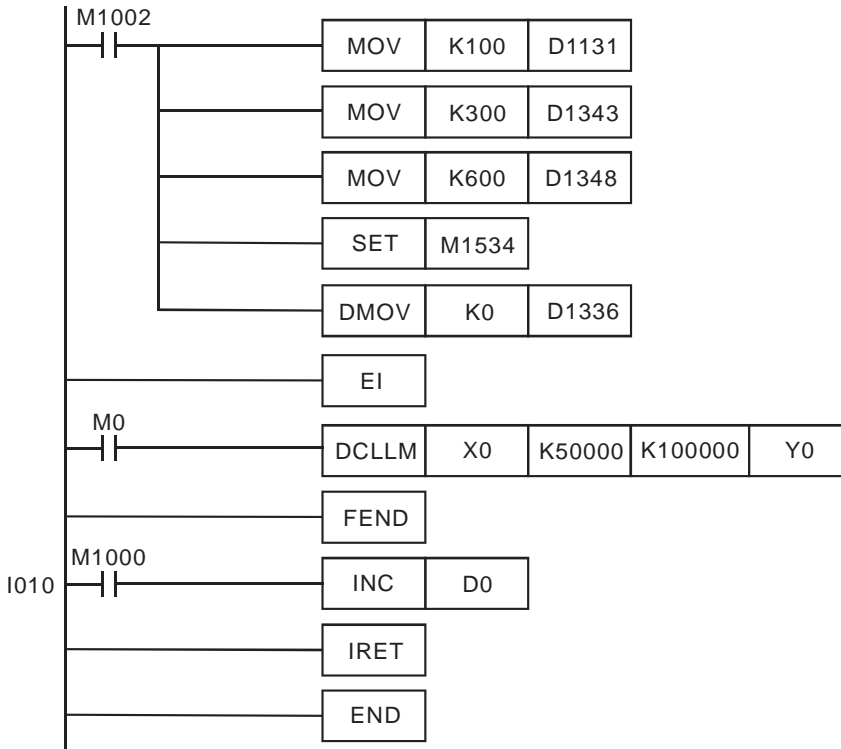 M1002
MOV K100 D1131
MOV K300 D1343
MOV K600 D1348
SET M1534
DMOV K0 D1336
EI
M0
DCLLM X0 K50000 K100000 Y0
FEND
M1000
I010 INC D0
IRET
END